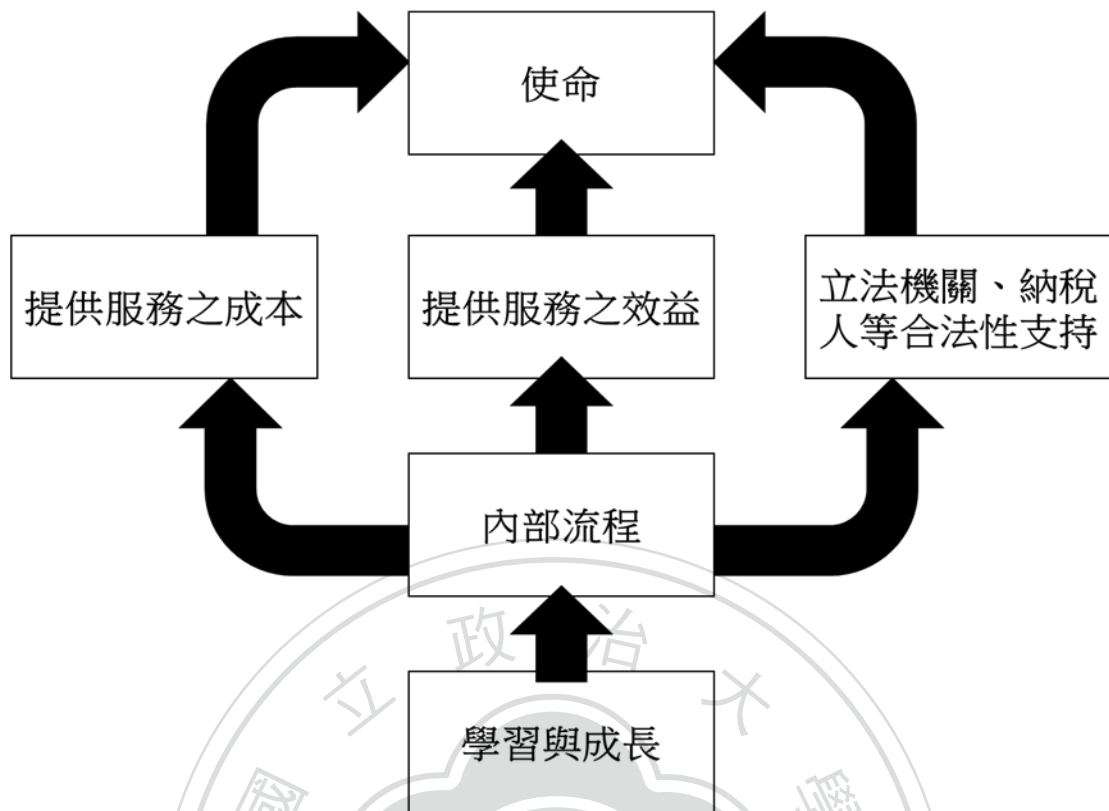 使命
提供服務之成本
提供服務之效益
立法機關、納稅
人等合法性支持
內部流程
學習與成長
國立政治大學